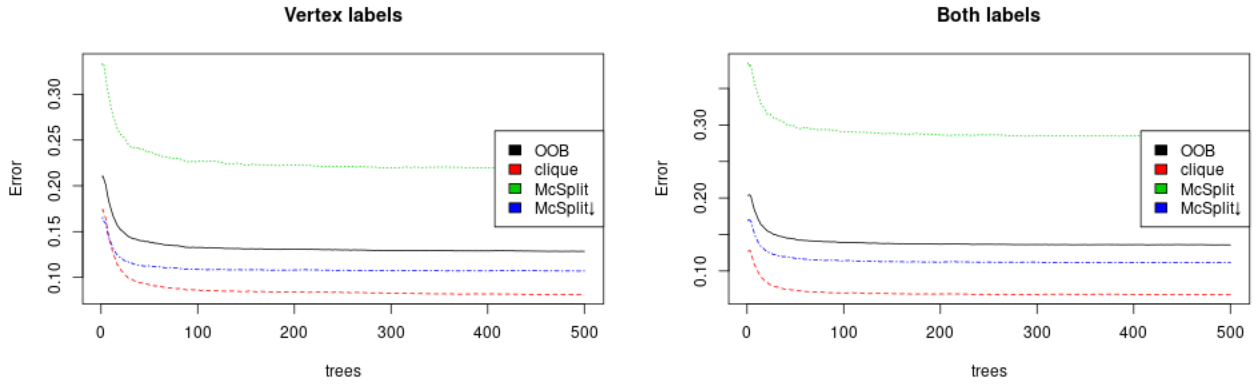 Vertex labels
Error
0.10
0.15
0.20
0.25
0.30
OOB
clique
McSplit
McSplit↓
0
100
200
300
400
500
trees
Both labels
Error
0.10
0.20
0.30
OOB
clique
McSplit
McSplit↓
0
100
200
300
400
500
trees